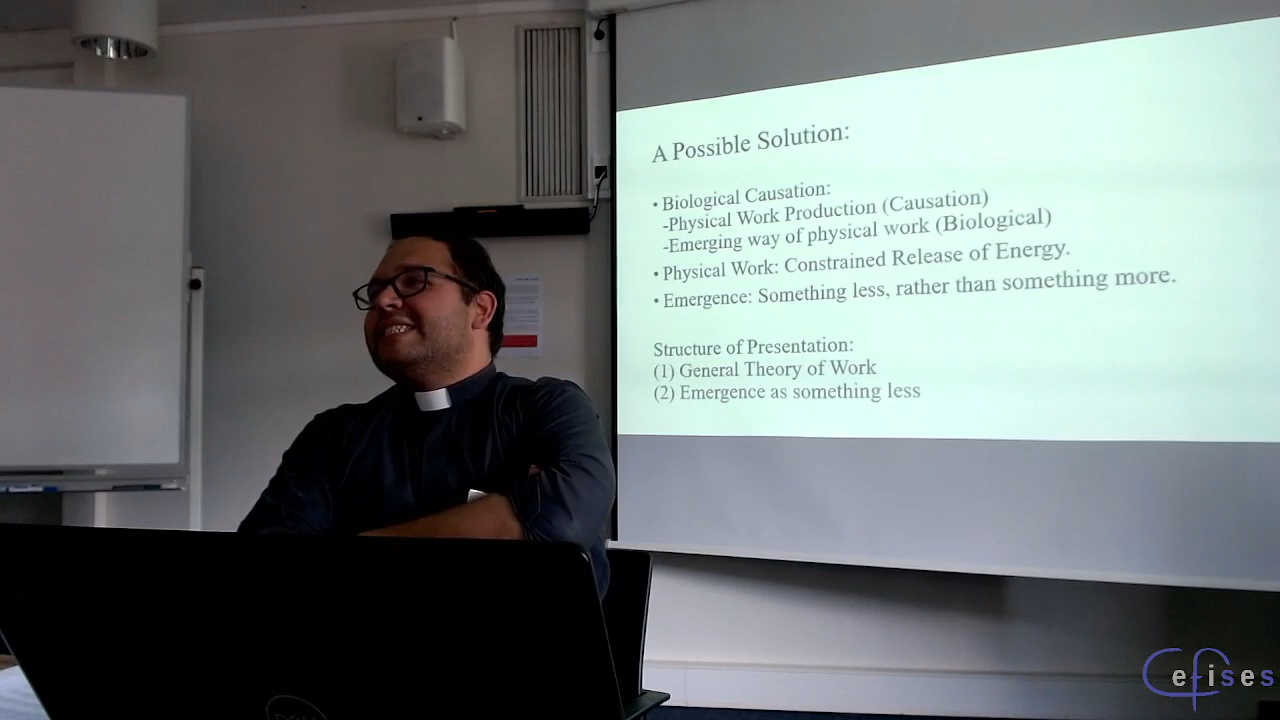 A Possible Solution:
• Biological Causation:
-Physical Work Production (Causation)
-Emerging way of physical work (Biological)
• Physical Work: Constrained Release of Energy.
• Emergence: Something less, rather than something more.
Structure of Presentation:
(1) General Theory of Work
(2) Emergence as something less
Cefises